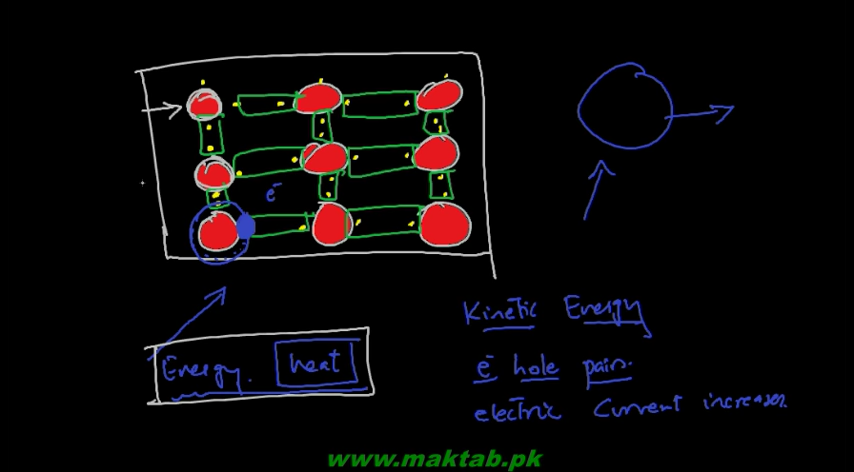 e-
Kinetic Energy
Energy. heat
e- hole pair.
electric Current increases.
www.maktab.pk